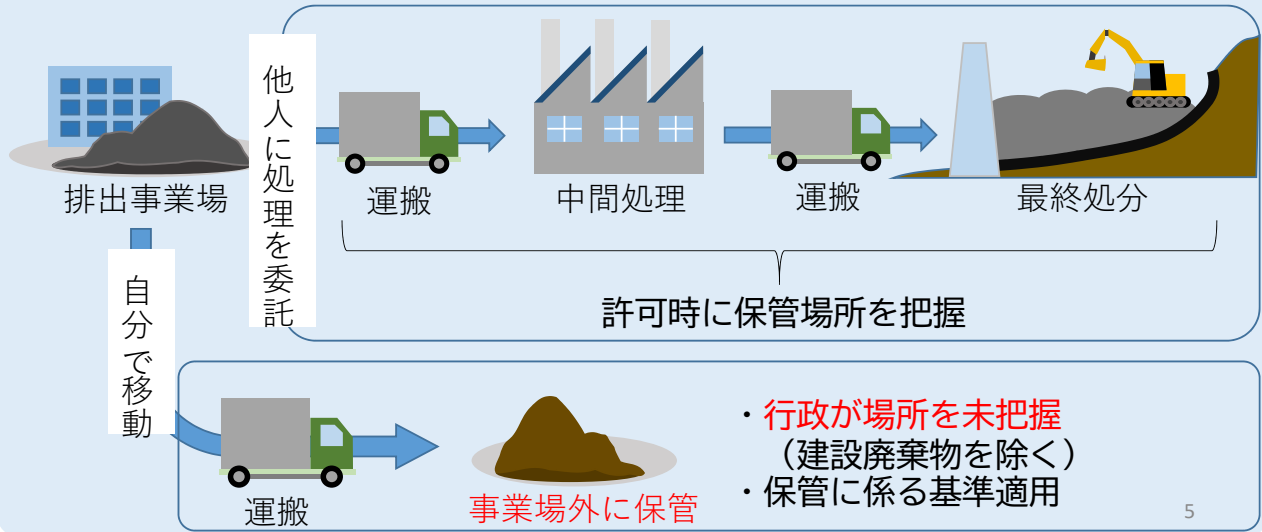 排出事業場
他人に処理を委託
運搬
中間処理
運搬
最終処分
許可時に保管場所を把握
自分で移動
運搬
事業場外に保管
・行政が場所を未把握
（建設廃棄物を除く）
・保管に係る基準適用
5